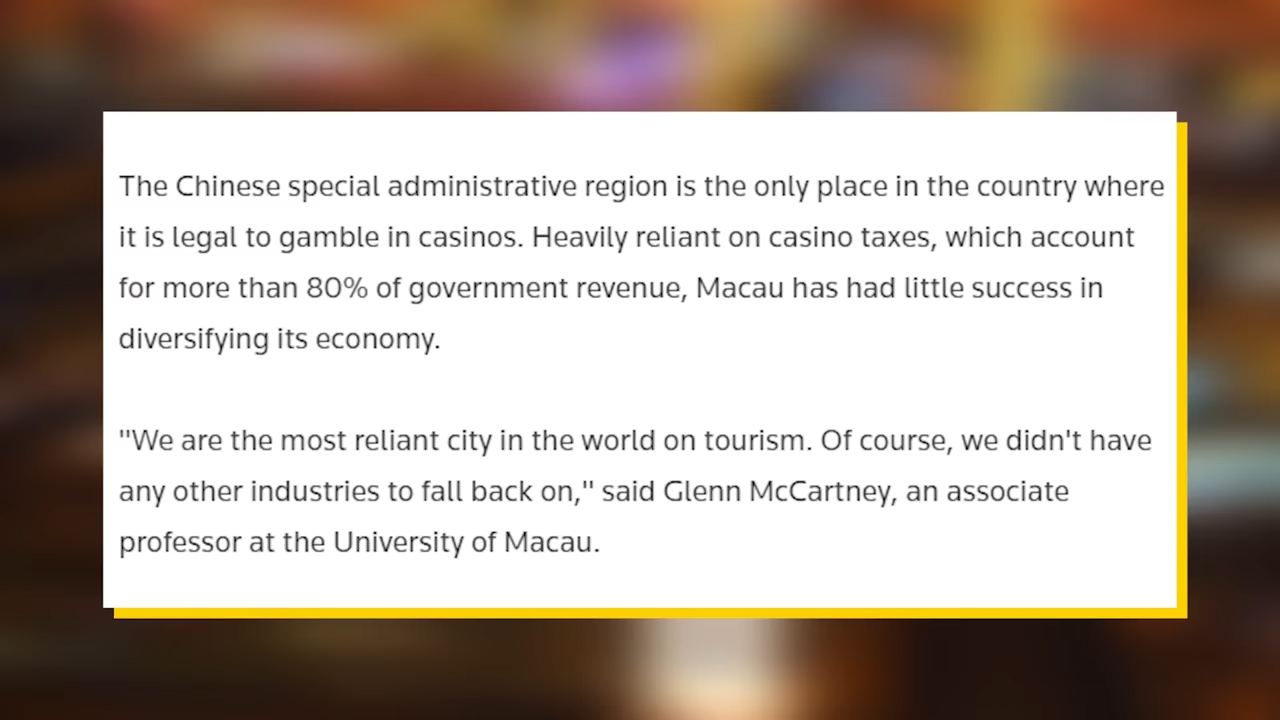 The Chinese special administrative region is the only place in the country where
it is legal to gamble in casinos. Heavily reliant on casino taxes, which account
for more than 80% of government revenue, Macau has had little success in
diversifying its economy.
"We are the most reliant city in the world on tourism. Of course, we didn't have
any other industries to fall back on," said Glenn McCartney, an associate
professor at the University of Macau.